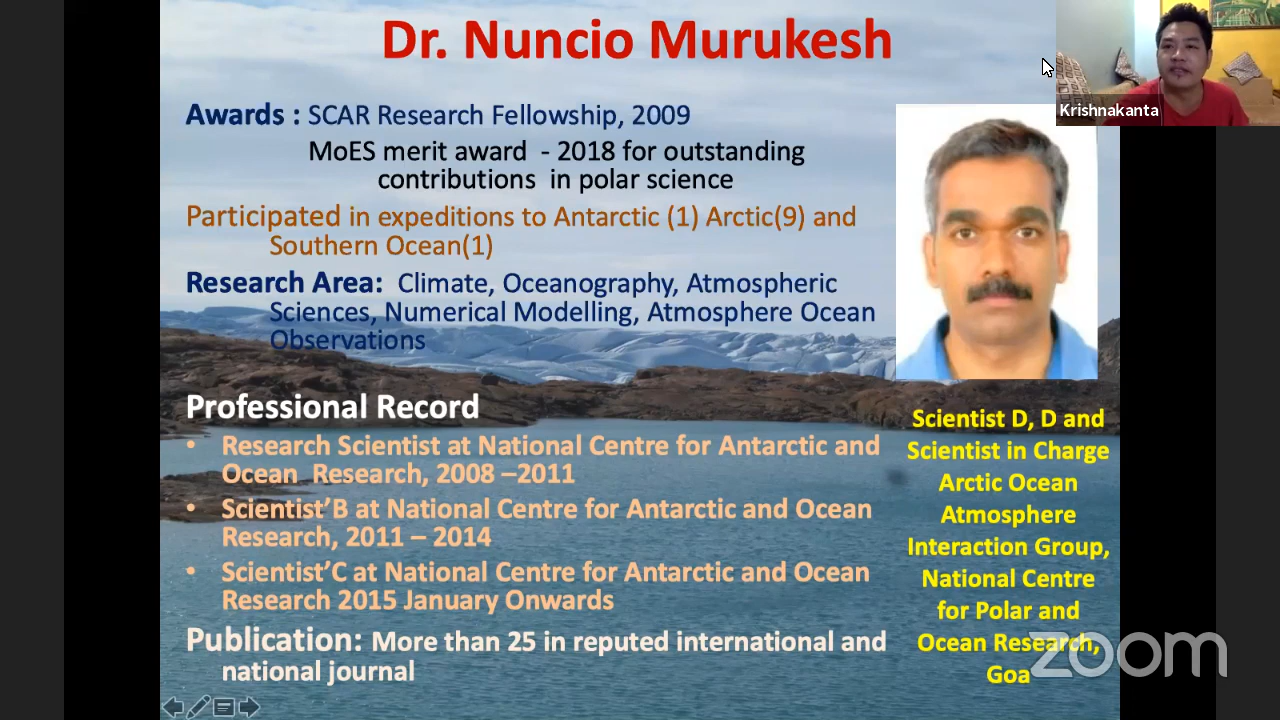 Dr. Nuncio Murukesh
Krishnakanta
Awards : SCAR Research Fellowship, 2009
MoES merit award - 2018 for outstanding
contributions in polar science
Participated in expeditions to Antarctic (1) Arctic(9) and
Southern Ocean(1)
Research Area: Climate, Oceanography, Atmospheric
Sciences, Numerical Modelling, Atmosphere Ocean
Observations
Professional Record
• Research Scientist at National Centre for Antarctic and
Ocean Research, 2008 –2011
• Scientist’B at National Centre for Antarctic and Ocean
Research, 2011 – 2014
• Scientist’C at National Centre for Antarctic and Ocean
Research 2015 January Onwards
Publication: More than 25 in reputed international and
national journal
Scientist D, D and
Scientist in Charge
Arctic Ocean
Atmosphere
Interaction Group,
National Centre
for Polar and
Ocean Research,
Goa
zoom